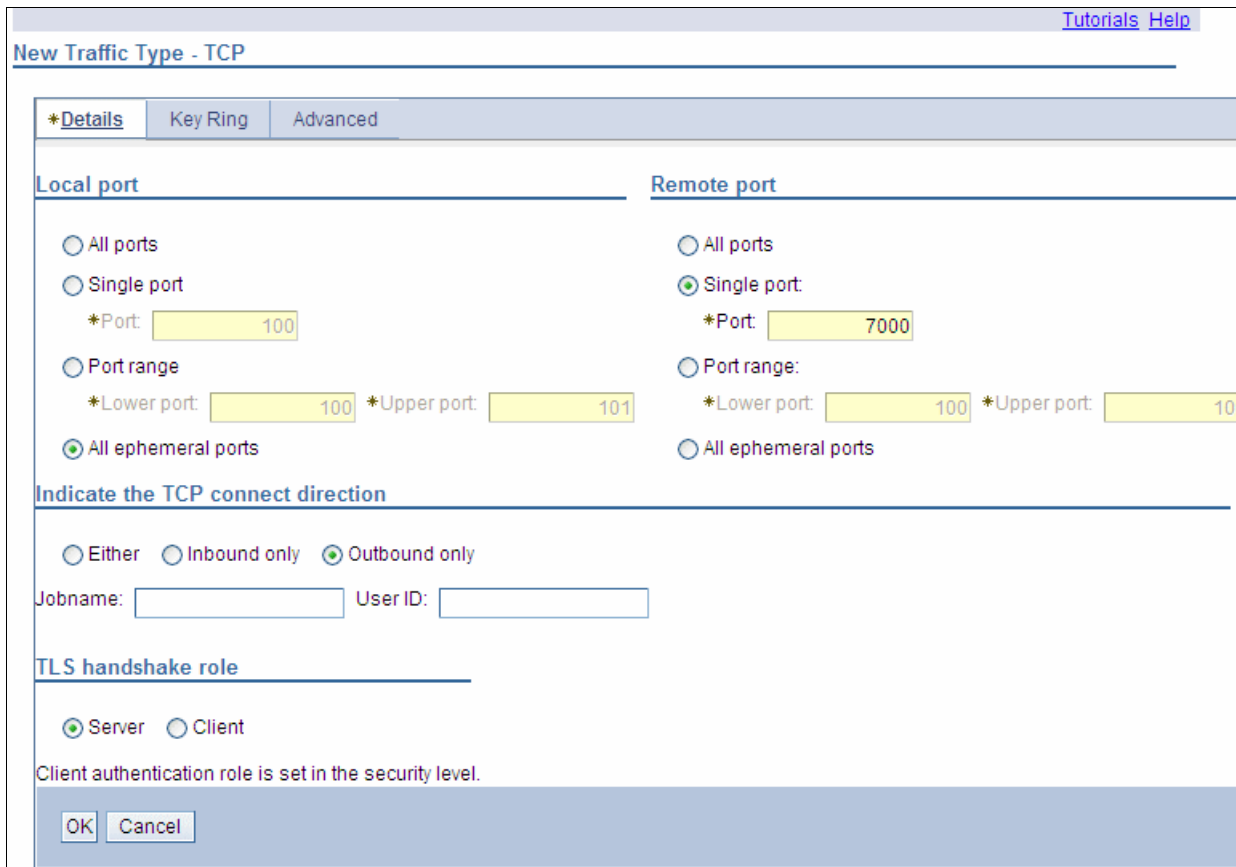 Tutorials Help
New Traffic Type - TCP
*Details Key Ring Advanced
Local port
All ports
Single port
*Port: 100
Port range
*Lower port: 100 *Upper port: 101
All ephemeral ports
Remote port
All ports
Single port:
*Port: 7000
Port range:
*Lower port: 100 *Upper port:
All ephemeral ports
Indicate the TCP connect direction
Either Inbound only Outbound only
Jobname: User ID:
TLS handshake role
Server Client
Client authentication role is set in the security level.
OK Cancel